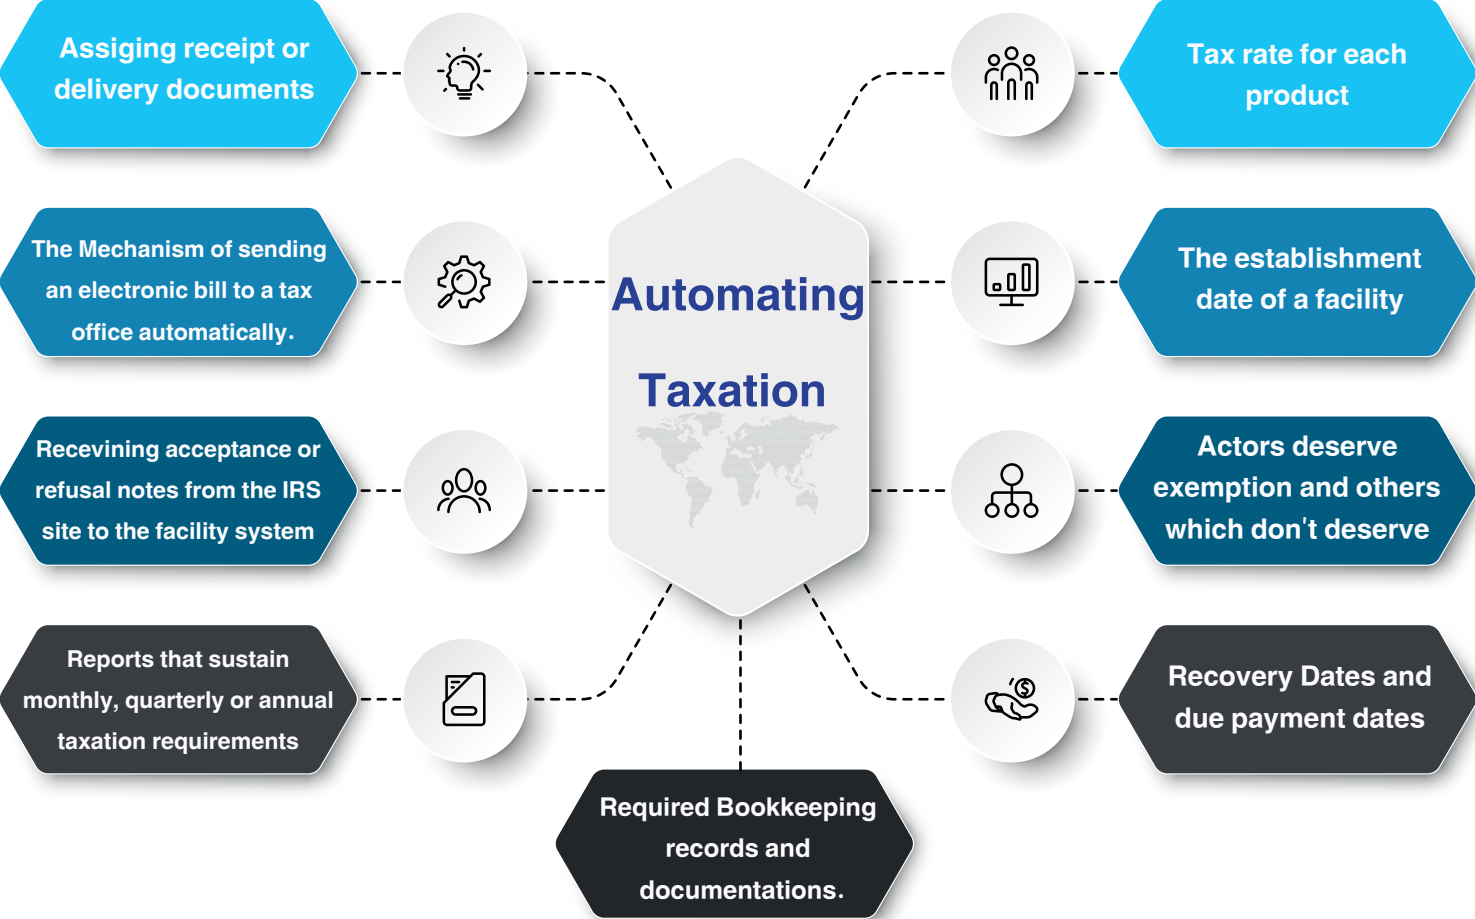 Assiging receipt or
delivery documents
Tax rate for each
product
The Mechanism of sending
an electronic bill to a tax
office automatically.
The establishment
date of a facility
Automating
Taxation
Recevining acceptance or
refusal notes from the IRS
site to the facility system
Actors deserve
exemption and others
which don't deserve
Reports that sustain
monthly, quarterly or annual
taxation requirements
Recovery Dates and
due payment dates
Required Bookkeeping
records and
documentations.